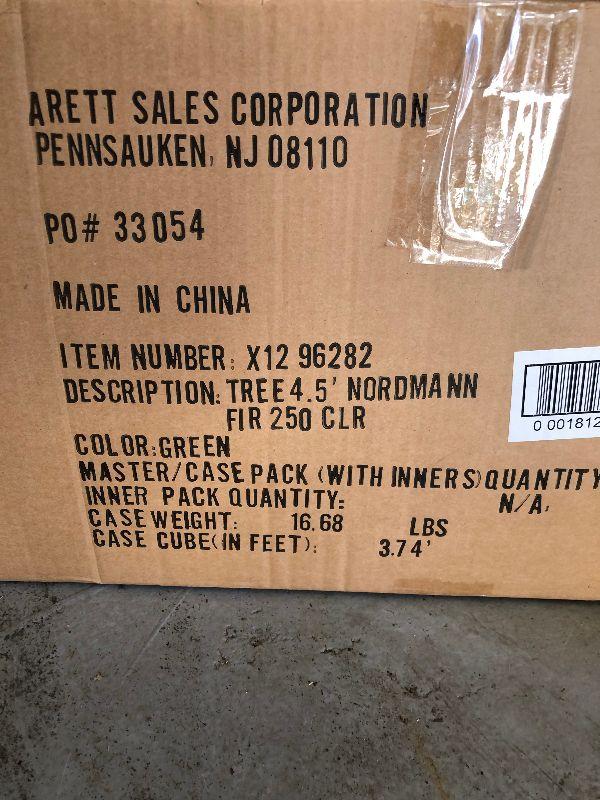 ARETT SALES CORPORATION
PENNSAUKEN, NJ 08110
PO# 33054
MADE IN CHINA
ITEM NUMBER: X12 96282
DESCRIPTION: TREE 4.5' NORDMANN
FIR 250 CLR
COLOR: GREEN
MASTER/CASE PACK (WITH INNERS) QUANTITY
INNER PACK QUANTITY: N/A.
CASE WEIGHT: 16.68 LBS
CASE CUBE(IN FEET): 3.74'
0 001812